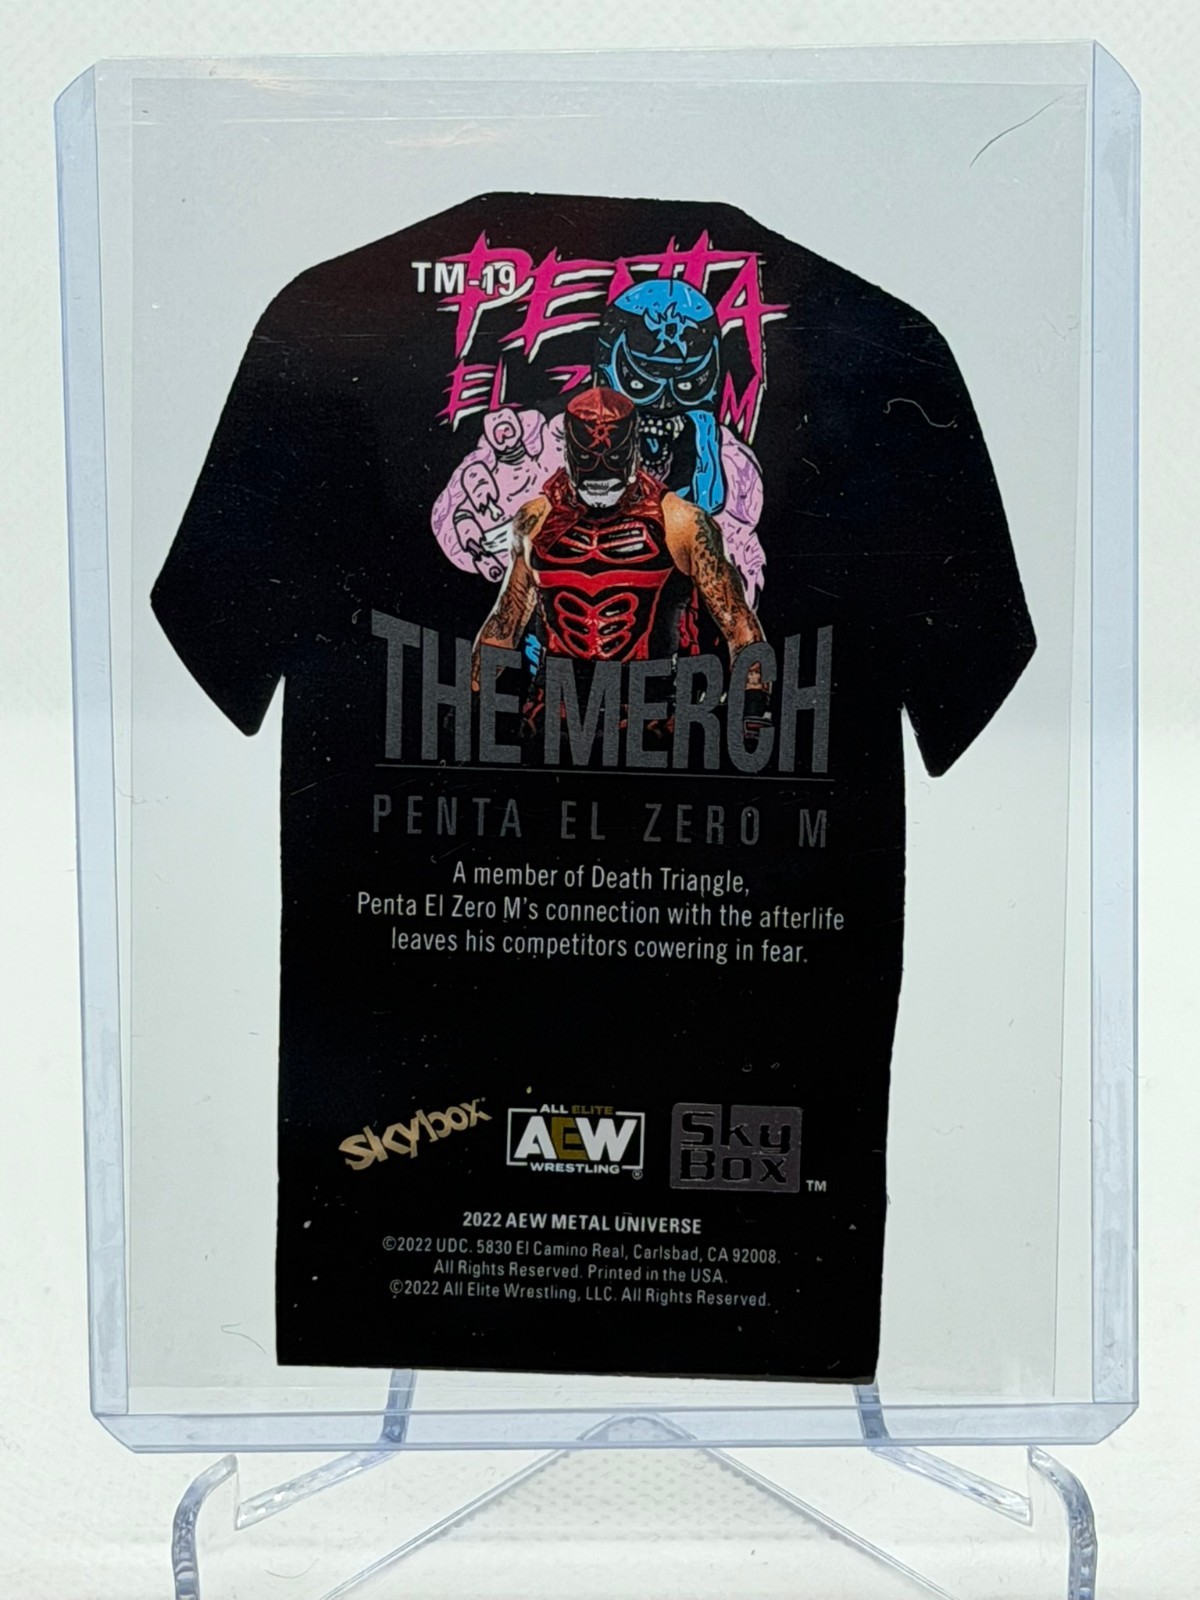 TM-19
PENTA
EL Z M
THE MERCH
PENTA EL ZERO M
A member of Death Triangle,
Penta El Zero M's connection with the afterlife
leaves his competitors cowering in fear.
skybox
ALL ELITE
AEW
WRESTLING ®
Sky
Box TM
2022 AEW METAL UNIVERSE
©2022 UDC. 5830 El Camino Real, Carlsbad, CA 92008.
All Rights Reserved. Printed in the USA.
©2022 All Elite Wrestling, LLC. All Rights Reserved.